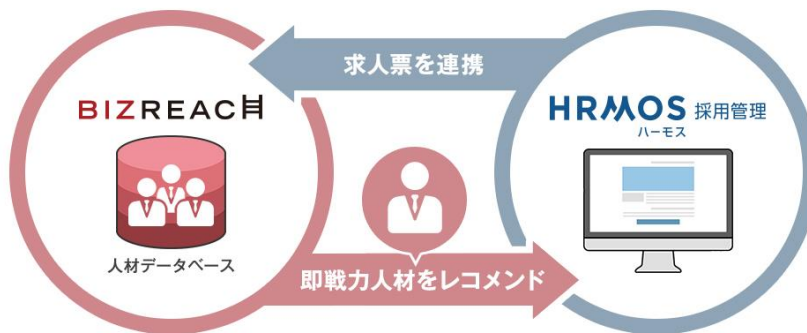 求人票を連携
BIZREACH
HRMOS 採用管理
ハーモス
人材データベース
即戦力人材をレコメンド